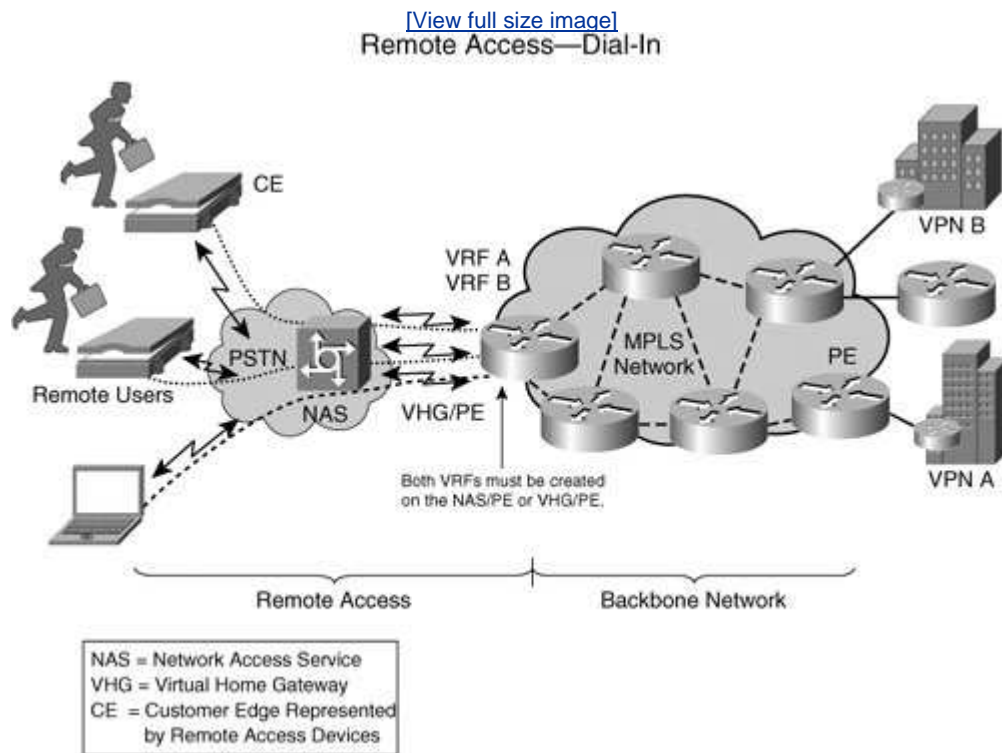 [View full size image]
Remote Access—Dial-In
CE
VPN B
VRF A
VRF B
PSTN
MPLS
Network
PE
Remote Users
NAS
VHG/PE
VPN A
Both VRFs must be created
on the NAS/PE or VHG/PE.
Remote Access
Backbone Network
NAS = Network Access Service
VHG = Virtual Home Gateway
CE = Customer Edge Represented
by Remote Access Devices